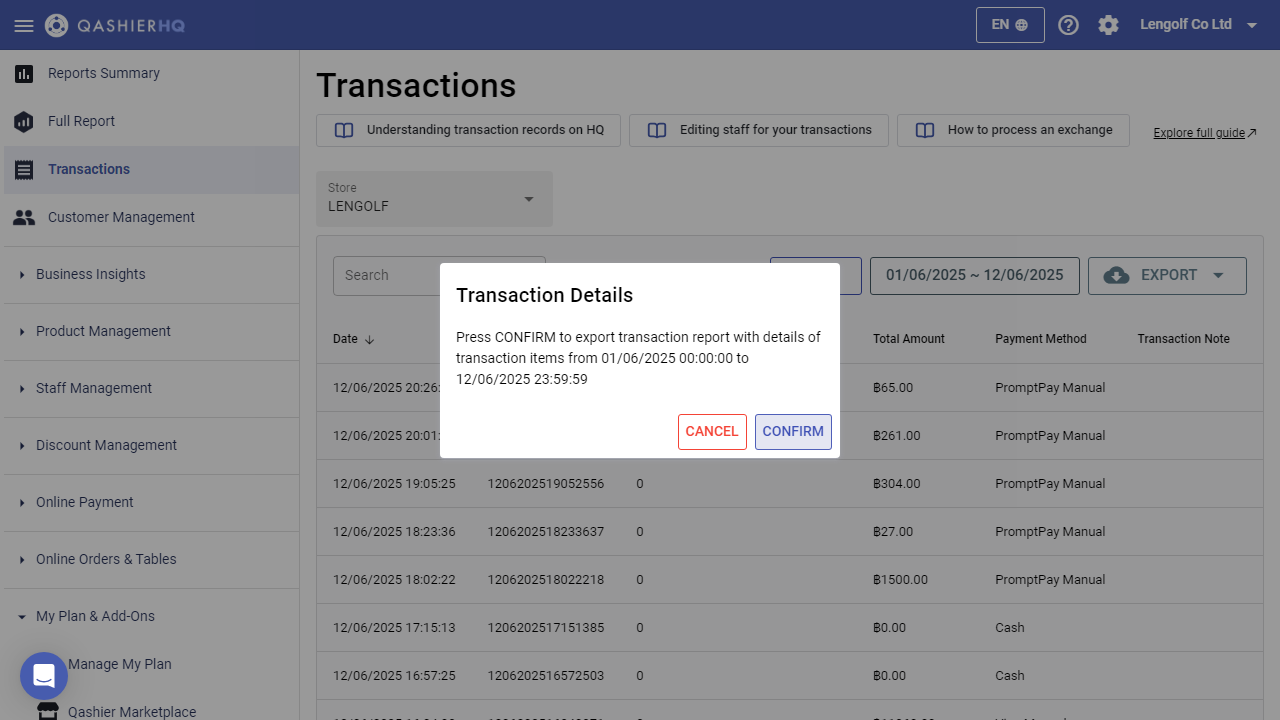 QASHIERHQ
EN
Lengolf Co Ltd
Reports Summary
Full Report
Transactions
Customer Management
Business Insights
Product Management
Staff Management
Discount Management
Online Payment
Online Orders & Tables
My Plan & Add-Ons
Manage My Plan
Qashier Marketplace
Transactions
Understanding transaction records on HQ
Editing staff for your transactions
How to process an exchange
Explore full guide
Store
LENGOLF
Search
01/06/2025 ~ 12/06/2025
EXPORT
Transaction Details
Press CONFIRM to export transaction report with details of
transaction items from 01/06/2025 00:00:00 to
12/06/2025 23:59:59
CANCEL
CONFIRM
Date Total Amount Payment Method Transaction Note
12/06/2025 20:26: ฿65.00 PromptPay Manual
12/06/2025 20:01: ฿261.00 PromptPay Manual
12/06/2025 19:05:25 1206202519052556 0 ฿304.00 PromptPay Manual
12/06/2025 18:23:36 1206202518233637 0 ฿27.00 PromptPay Manual
12/06/2025 18:02:22 1206202518022218 0 ฿1500.00 PromptPay Manual
12/06/2025 17:15:13 1206202517151385 0 ฿0.00 Cash
12/06/2025 16:57:25 1206202516572503 0 ฿0.00 Cash